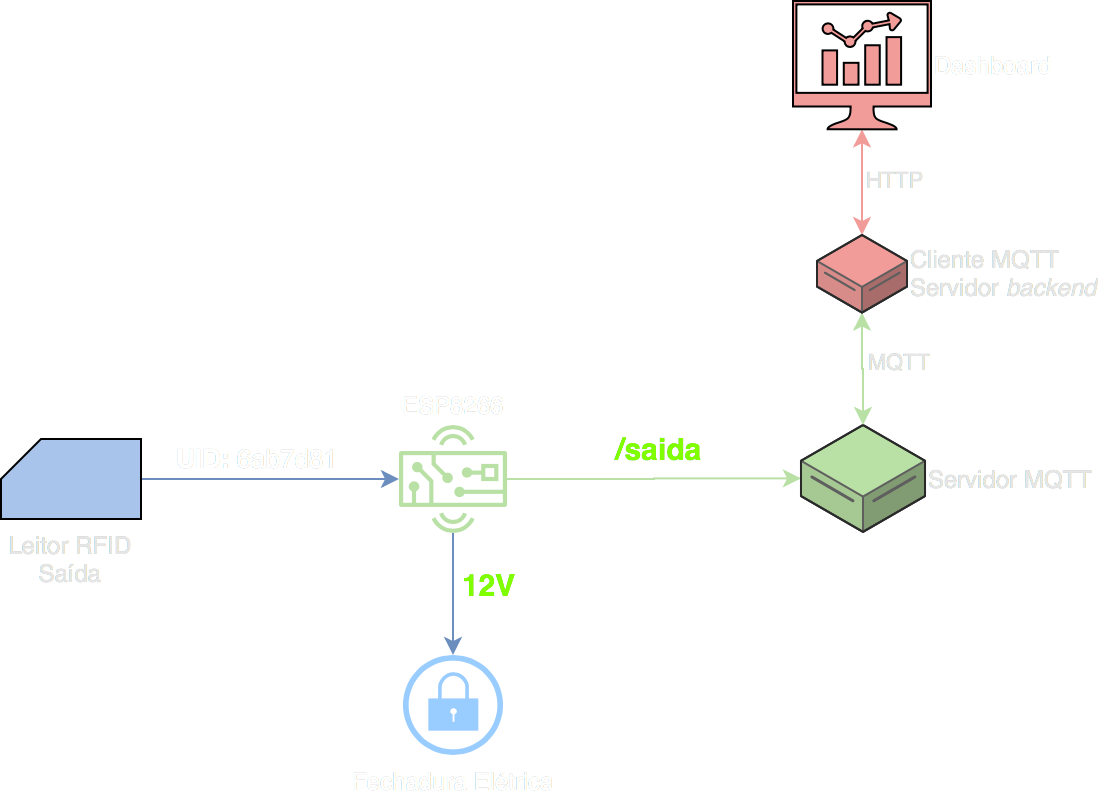 Dashboard
HTTP
Cliente MQTT
Servidor backend
MQTT
ESP8266
/saida
UID: 6ab7d81
Servidor MQTT
Leitor RFID
Saída
12V
Fechadura Elétrica